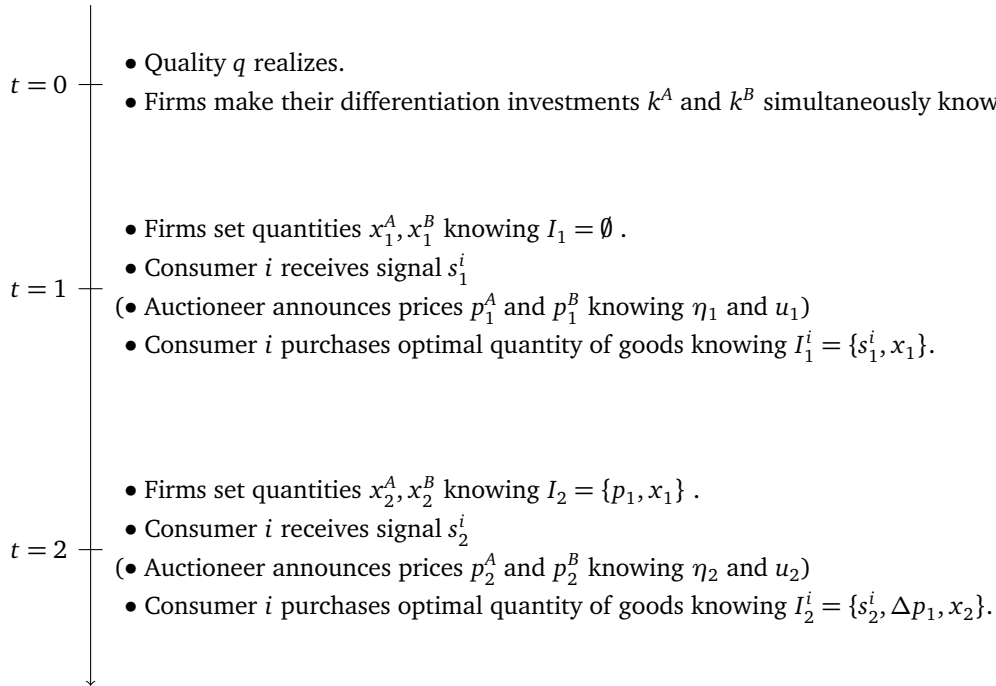 • Quality q realizes.
t = 0
• Firms make their differentiation investments k^A and k^B simultaneously know
• Firms set quantities x_1^A, x_1^B knowing I_1 = ∅ .
• Consumer i receives signal s_1^i
t = 1
(• Auctioneer announces prices p_1^A and p_1^B knowing η_1 and u_1)
• Consumer i purchases optimal quantity of goods knowing I_1^i = {s_1^i, x_1}.
• Firms set quantities x_2^A, x_2^B knowing I_2 = {p_1, x_1} .
• Consumer i receives signal s_2^i
t = 2
(• Auctioneer announces prices p_2^A and p_2^B knowing η_2 and u_2)
• Consumer i purchases optimal quantity of goods knowing I_2^i = {s_2^i, Δp_1, x_2}.